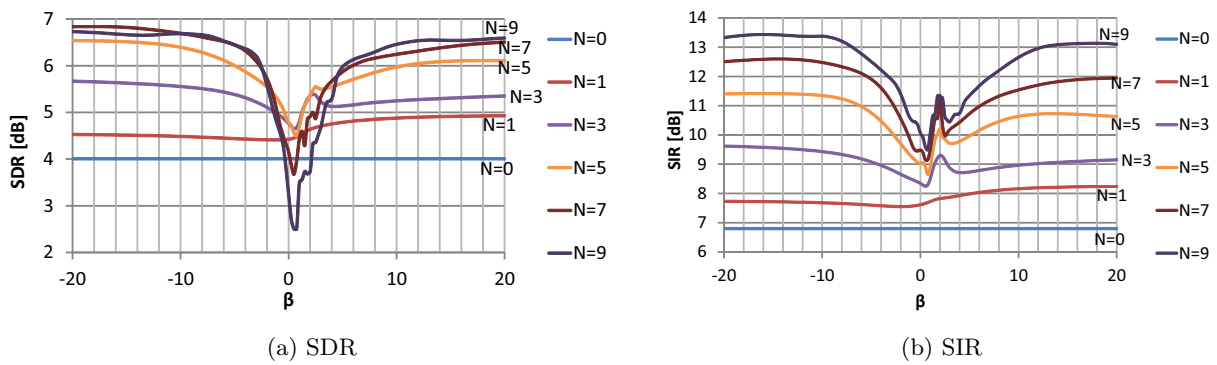 SDR [dB]
7
6
5
4
3
2
-20
-10
0
10
20
β
N=9
N=7
N=5
N=3
N=1
N=0
N=0
N=1
N=3
N=5
N=7
N=9
(a) SDR
SIR [dB]
14
13
12
11
10
9
8
7
6
-20
-10
0
10
20
β
N=9
N=7
N=5
N=3
N=1
N=0
N=0
N=1
N=3
N=5
N=7
N=9
(b) SIR